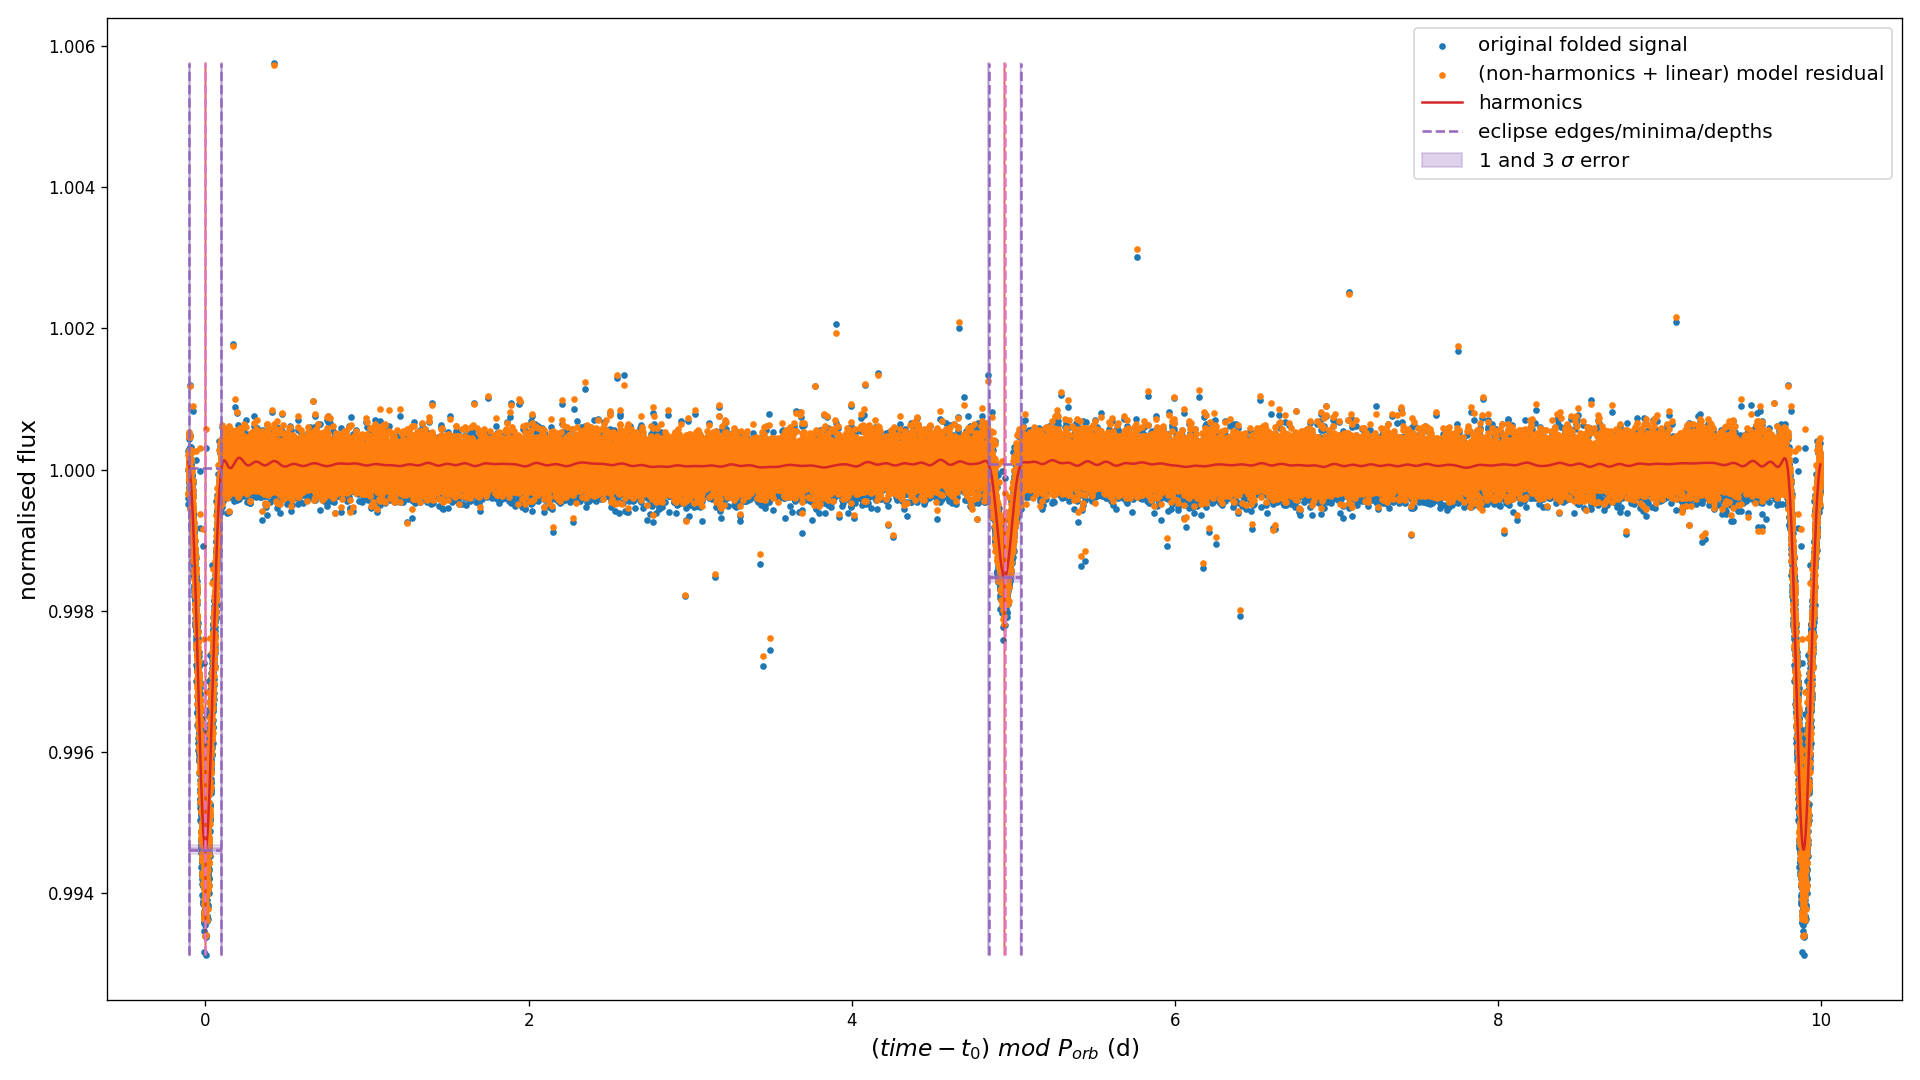 original folded signal
(non-harmonics + linear) model residual
harmonics
eclipse edges/minima/depths
1 and 3 σ error
normalised flux
1.006
1.004
1.002
1.000
0.998
0.996
0.994
0
2
4
6
8
10
(time − t₀) mod Pₒᵣb (d)